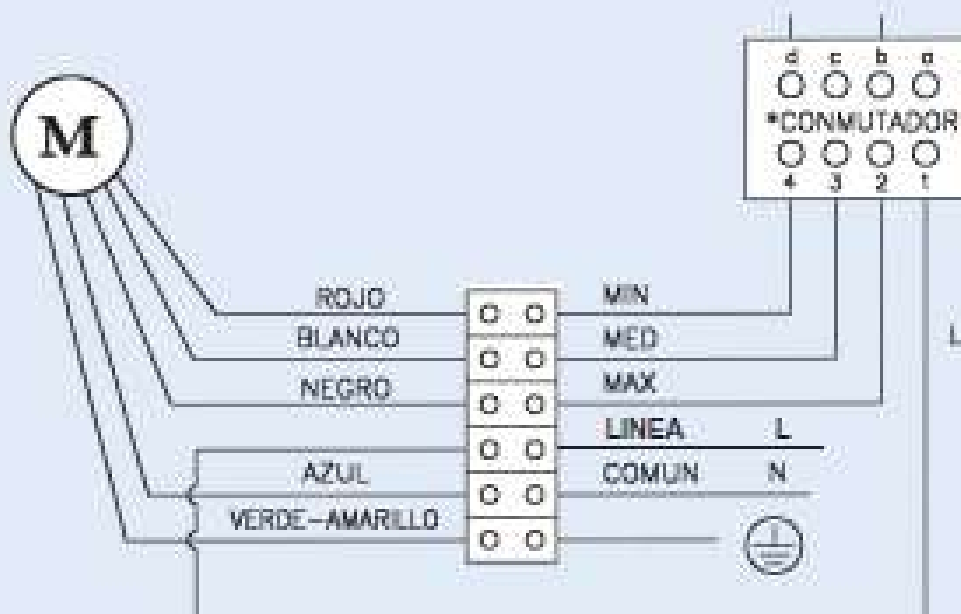 d c b a
*CONMUTADOR
4 3 2 1
M
ROJO MIN
BLANCO MED
NEGRO MAX
LINEA L
AZUL COMUN N
VERDE-AMARILLO
L